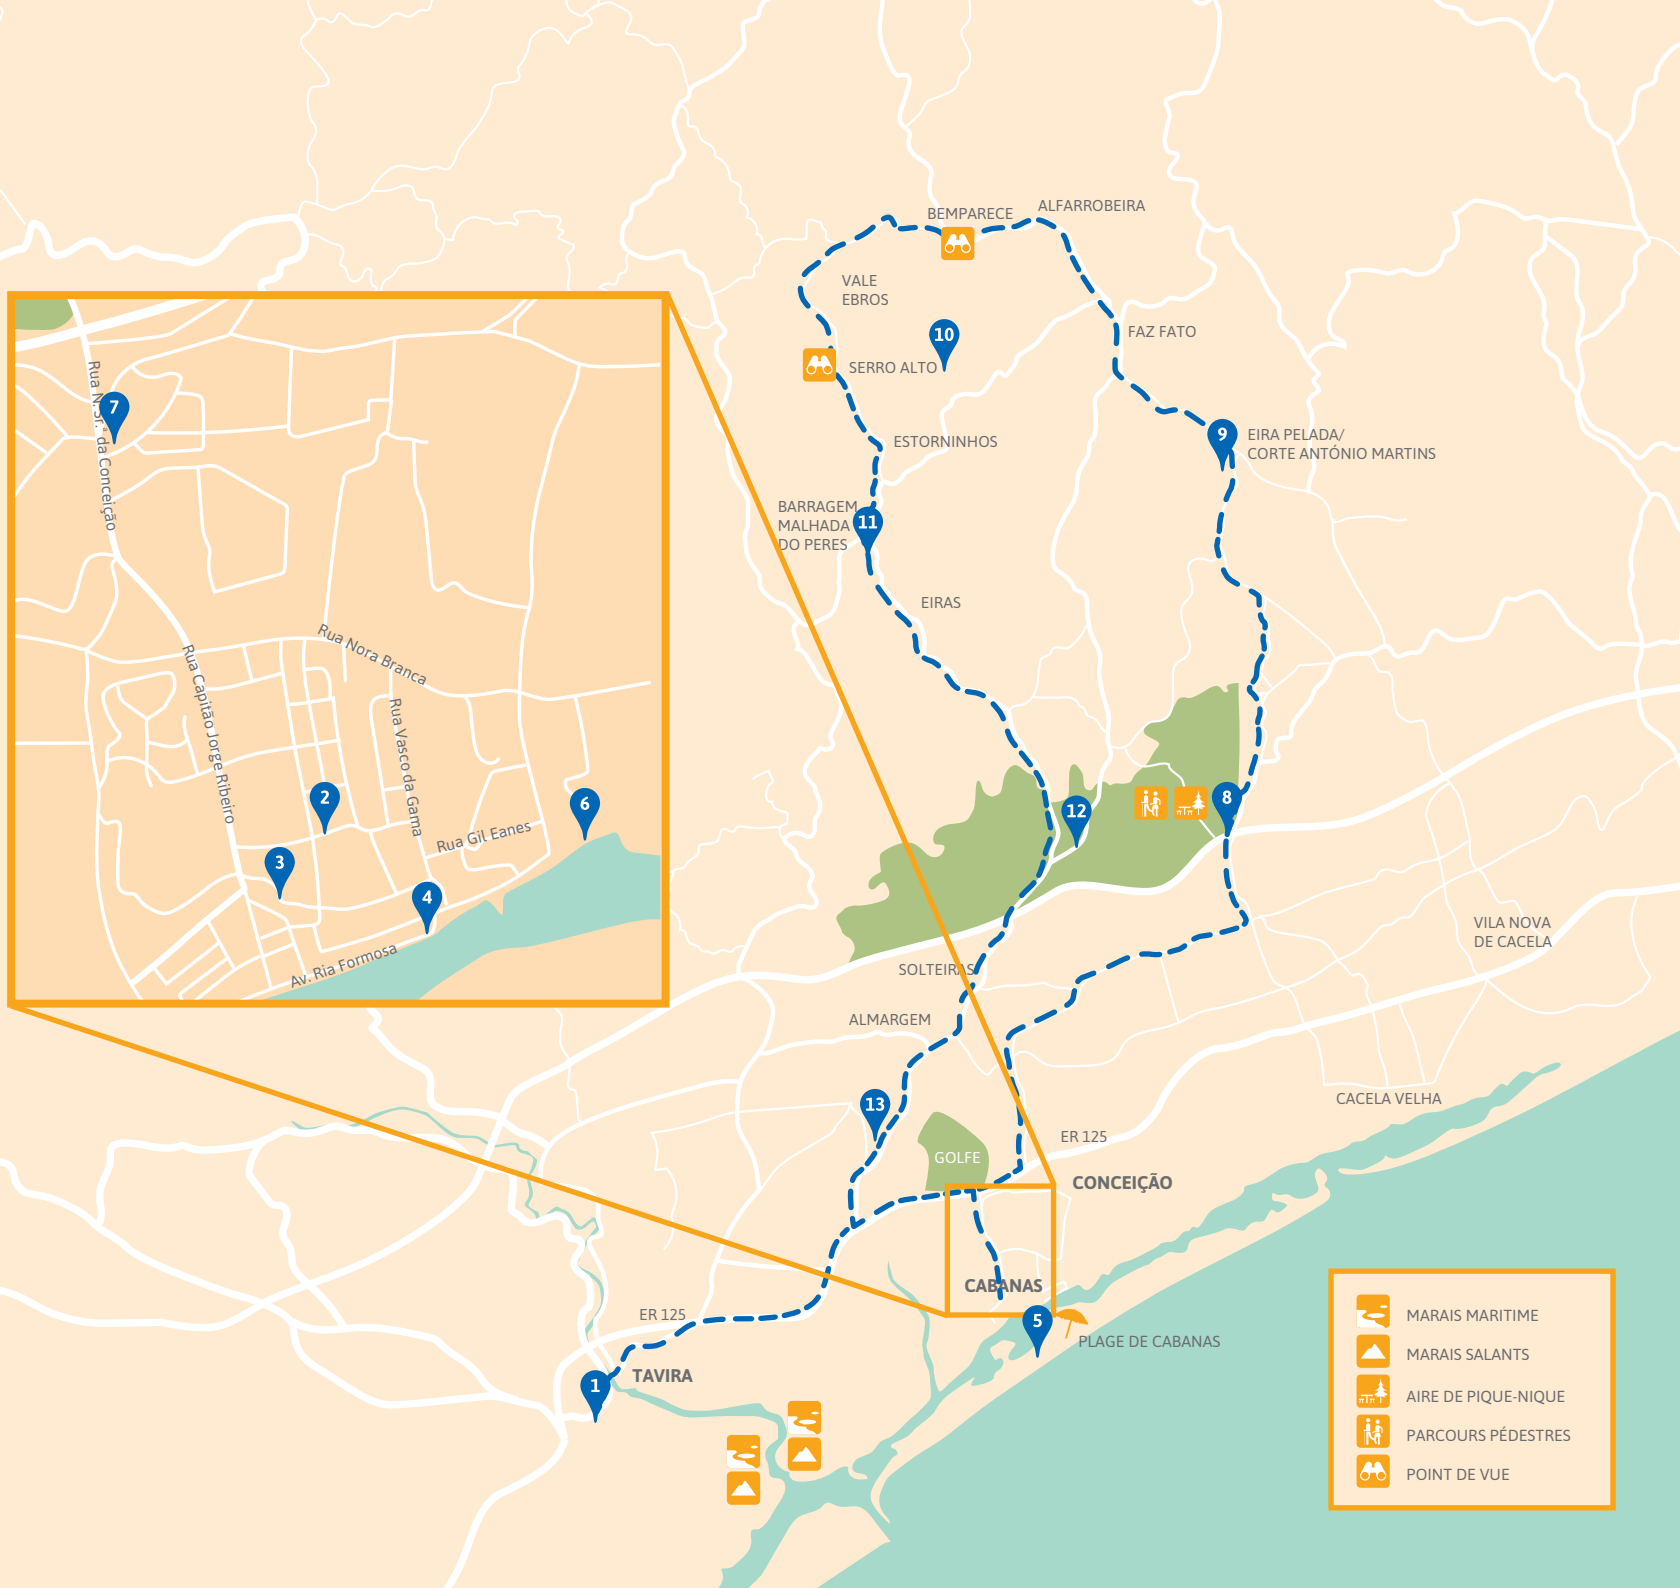 BEMPARECE
ALFARROBEIRA
VALE
EBROS
10
FAZ FATO
SERRO ALTO
9
EIRA PELADA/
CORTE ANTÓNIO MARTINS
ESTORNINHOS
BARRAGEM
MALHADA
DO PERES
11
EIRAS
Rua N. Sr.ª da Conceição
7
Rua Nora Branca
Rua Capitão Jorge Ribeiro
Rua Vasco da Gama
2
6
Rua Gil Eanes
3
4
Av. Ria Formosa
12
8
VILA NOVA
DE CACELA
SOLTEIRAS
ALMARGEM
13
CACELA VELHA
ER 125
GOLFE
CONCEIÇÃO
CABANAS
5
PLAGE DE CABANAS
ER 125
TAVIRA
1
MARAIS MARITIME
MARAIS SALANTS
AIRE DE PIQUE-NIQUE
PARCOURS PÉDESTRES
POINT DE VUE